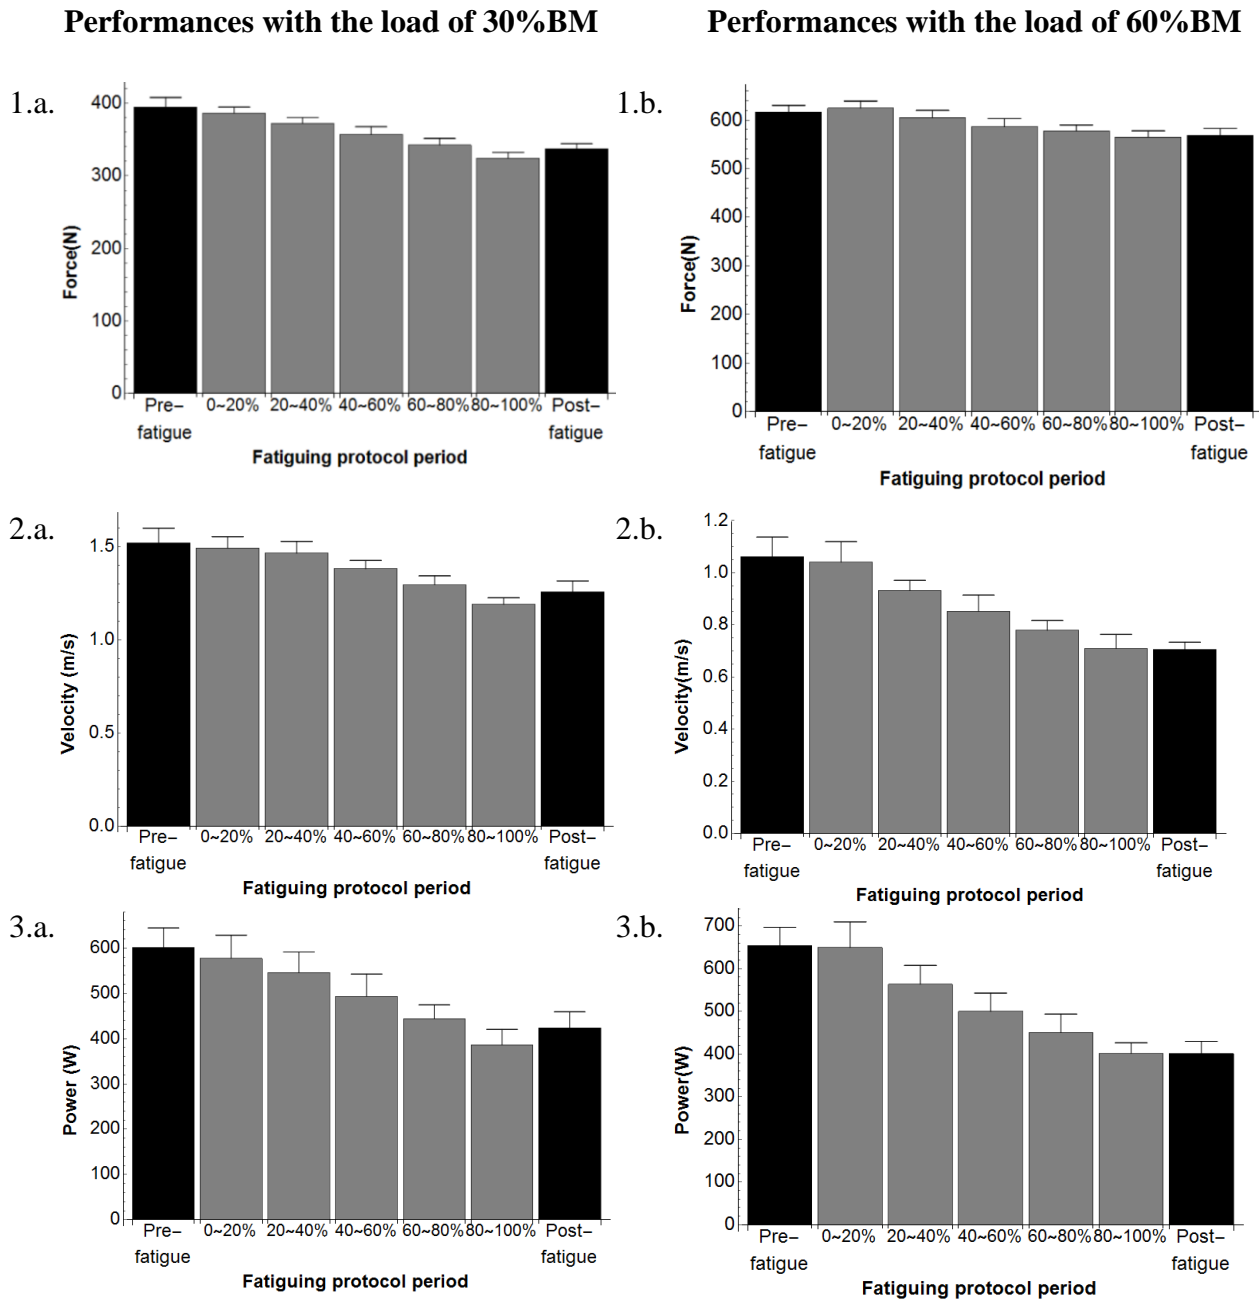 Performances with the load of 30%BM
Performances with the load of 60%BM
1.a.
400
300
200
100
0
Force(N)
Pre− 0~20% 20~40% 40~60% 60~80% 80~100% Post−
fatigue fatigue
Fatiguing protocol period
1.b.
600
500
400
300
200
100
0
Force(N)
Pre− 0~20% 20~40% 40~60% 60~80% 80~100% Post−
fatigue fatigue
Fatiguing protocol period
2.a.
1.5
1.0
0.5
0.0
Velocity (m/s)
Pre− 0~20% 20~40% 40~60% 60~80% 80~100% Post−
fatigue fatigue
Fatiguing protocol period
2.b.
1.2
1.0
0.8
0.6
0.4
0.2
0.0
Velocity(m/s)
Pre− 0~20% 20~40% 40~60% 60~80% 80~100% Post−
fatigue fatigue
Fatiguing protocol period
3.a.
600
500
400
300
200
100
0
Power (W)
Pre− 0~20% 20~40% 40~60% 60~80% 80~100% Post−
fatigue fatigue
Fatiguing protocol period
3.b.
700
600
500
400
300
200
100
0
Power(W)
Pre− 0~20% 20~40% 40~60% 60~80% 80~100% Post−
fatigue fatigue
Fatiguing protocol period